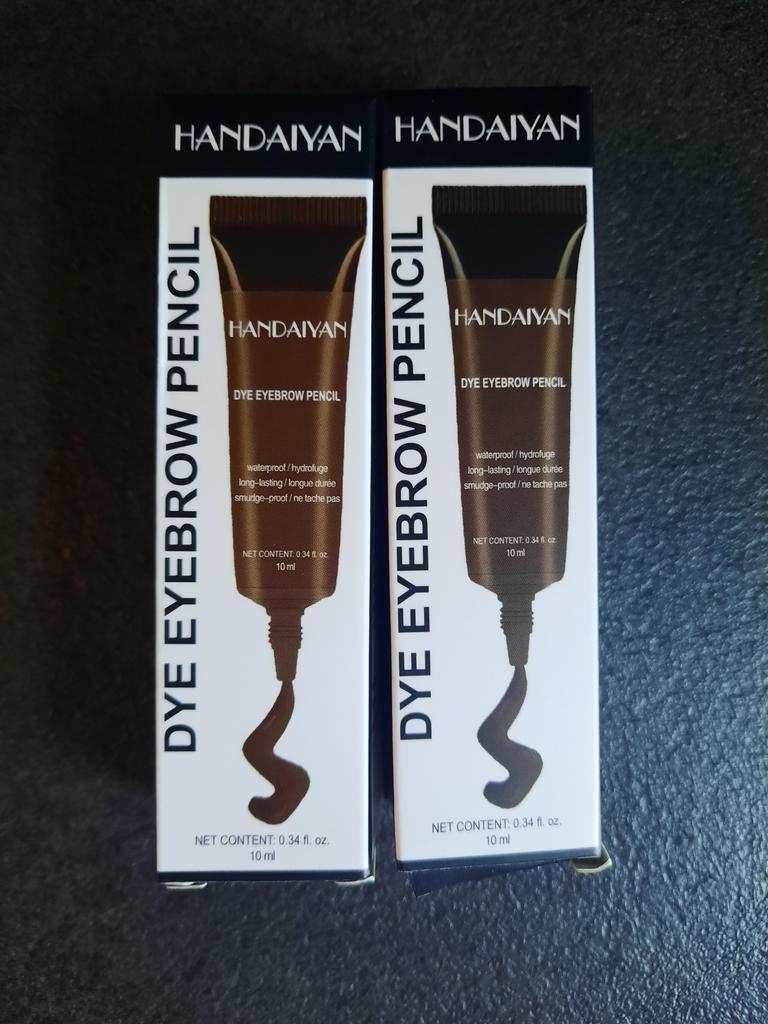 HANDAIYAN
DYE EYEBROW PENCIL
HANDAIYAN
DYE EYEBROW PENCIL
waterproof / hydrofuge
long-lasting / longue durée
smudge-proof / ne tache pas
NET CONTENT: 0.34 fl. oz.
10 ml
NET CONTENT: 0.34 fl. oz.
10 ml
HANDAIYAN
DYE EYEBROW PENCIL
HANDAIYAN
DYE EYEBROW PENCIL
waterproof / hydrofuge
long-lasting / longue durée
smudge-proof / ne tache pas
NET CONTENT: 0.34 fl. oz.
10 ml
NET CONTENT: 0.34 fl. oz.
10 ml